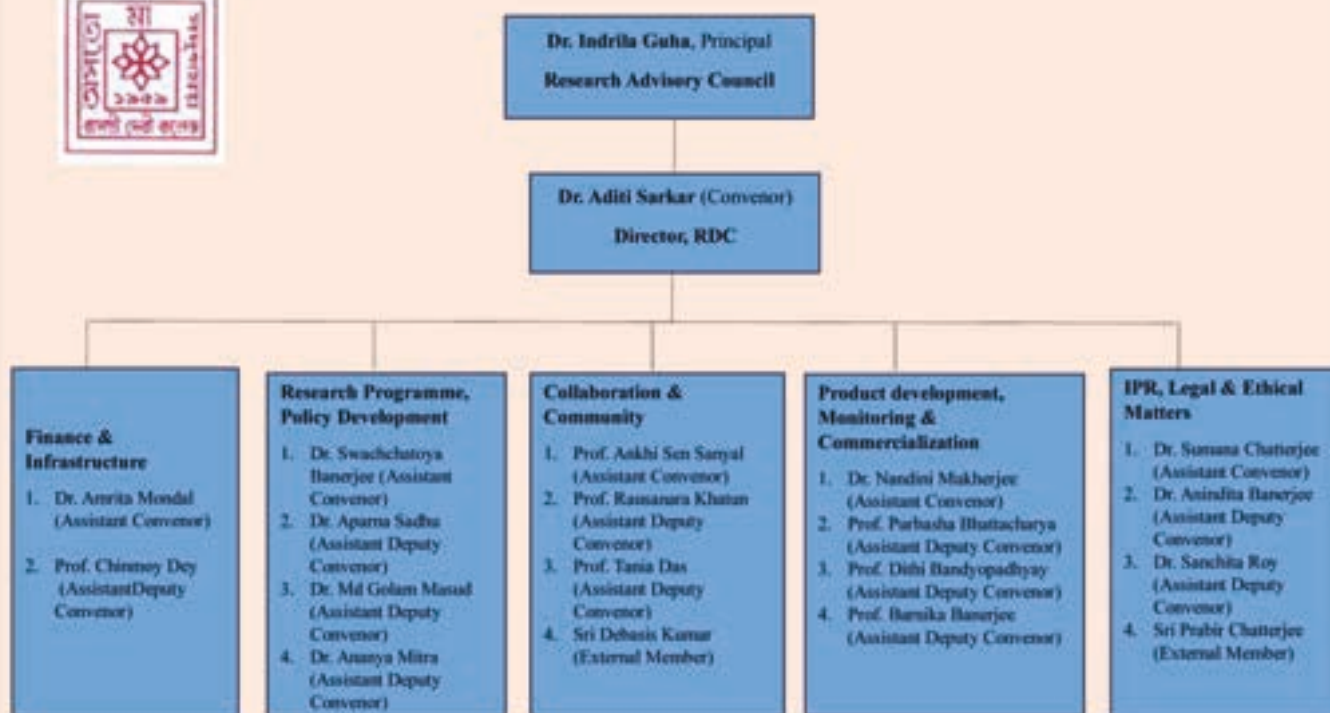 অসতো
মা
১৯৫৯
Dr. Indrila Guha, Principal
Research Advisory Council
Dr. Aditi Sarkar (Convenor)
Director, RDC
Finance &
Infrastructure
1. Dr. Amrita Mondal
(Assistant Convenor)
2. Prof. Chinmoy Dey
(AssistantDeputy
Convenor)
Research Programme,
Policy Development
1. Dr. Swachchatoya
Banerjee (Assistant
Convenor)
2. Dr. Aparna Sadhu
(Assistant Deputy
Convenor)
3. Dr. Md Golam Masud
(Assistant Deputy
Convenor)
4. Dr. Ananya Mitra
(Assistant Deputy
Convenor)
Collaboration &
Community
1. Prof. Ankhi Sen Sanyal
(Assistant Convenor)
2. Prof. Rausanara Khatun
(Assistant Deputy
Convenor)
3. Prof. Tania Das
(Assistant Deputy
Convenor)
4. Sri Debasis Kumar
(External Member)
Product development,
Monitoring &
Commercialization
1. Dr. Nandini Mukherjee
(Assistant Convenor)
2. Prof. Purbasha Bhattacharya
(Assistant Deputy Convenor)
3. Prof. Dithi Bandyopadhyay
(Assistant Deputy Convenor)
4. Prof. Barnika Banerjee
(Assistant Deputy Convenor)
IPR, Legal & Ethical
Matters
1. Dr. Sumana Chatterjee
(Assistant Convenor)
2. Dr. Anindita Banerjee
(Assistant Deputy
Convenor)
3. Dr. Sanchita Roy
(Assistant Deputy
Convenor)
4. Sri Prabir Chatterjee
(External Member)